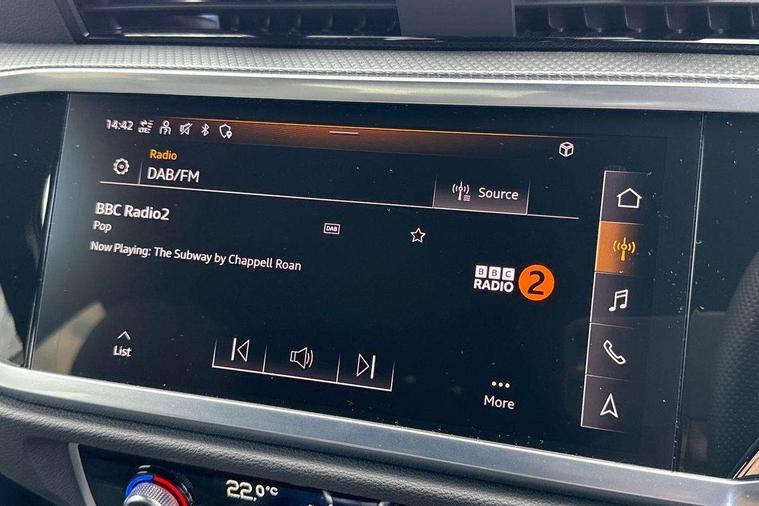 14:42
Radio
DAB/FM
Source
BBC Radio2
Pop
DAB
Now Playing: The Subway by Chappell Roan
BBC
RADIO 2
List
More
22.0°C